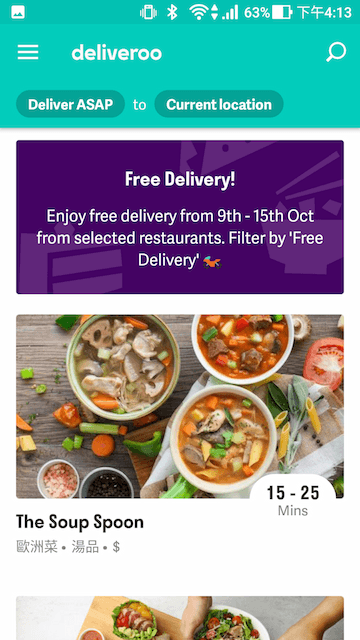 63% 下午4:13
deliveroo
Deliver ASAP to Current location
Free Delivery!
Enjoy free delivery from 9th - 15th Oct
from selected restaurants. Filter by 'Free
Delivery'
15 - 25
Mins
The Soup Spoon
歐洲菜 • 湯品 • $